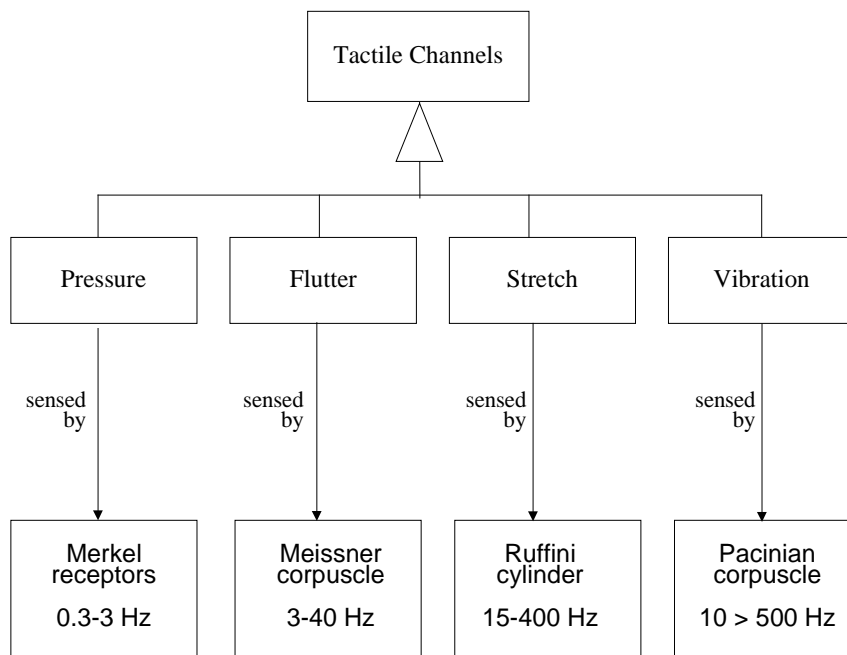 Tactile Channels
Pressure
Flutter
Stretch
Vibration
sensed
by
sensed
by
sensed
by
sensed
by
Merkel
receptors
0.3-3 Hz
Meissner
corpuscle
3-40 Hz
Ruffini
cylinder
15-400 Hz
Pacinian
corpuscle
10 > 500 Hz